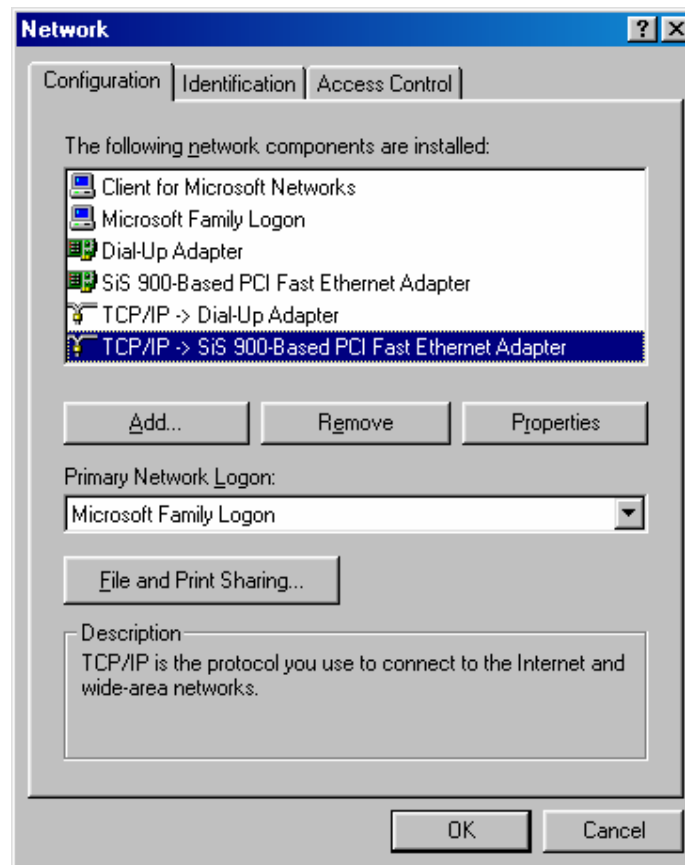 Network
Configuration Identification Access Control
The following network components are installed:
Client for Microsoft Networks
Microsoft Family Logon
Dial-Up Adapter
SiS 900-Based PCI Fast Ethernet Adapter
TCP/IP -> Dial-Up Adapter
TCP/IP -> SiS 900-Based PCI Fast Ethernet Adapter
Add... Remove Properties
Primary Network Logon:
Microsoft Family Logon
File and Print Sharing...
Description
TCP/IP is the protocol you use to connect to the Internet and
wide-area networks.
OK Cancel